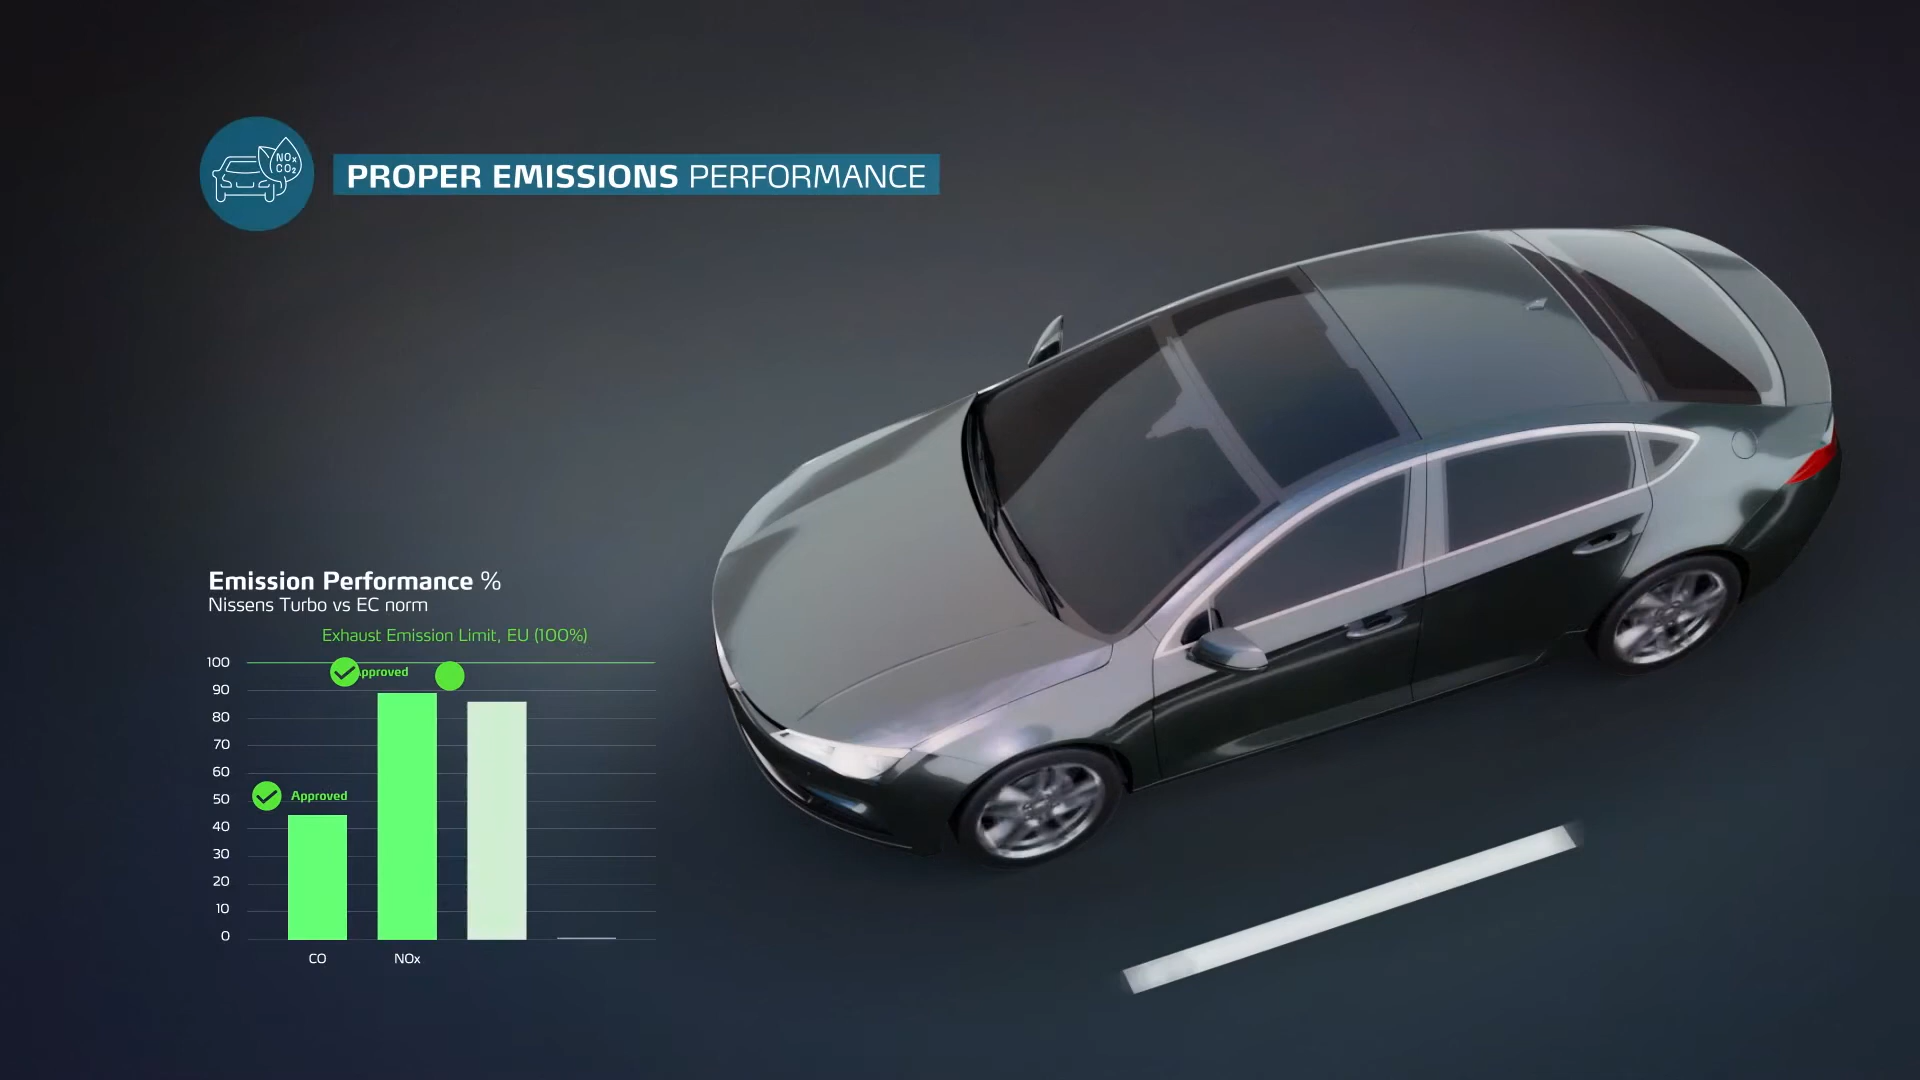 NOx
CO₂
PROPER EMISSIONS PERFORMANCE
Emission Performance %
Nissens Turbo vs EC norm
Exhaust Emission Limit, EU (100%)
100
pproved
90
80
70
60
50
Approved
40
30
20
10
0
CO NOx